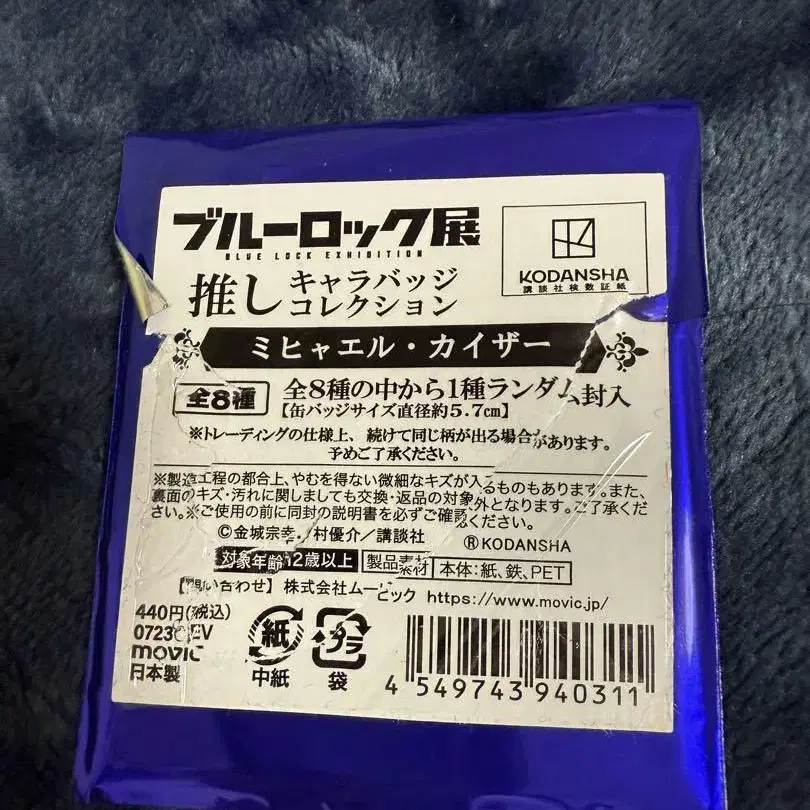 ブルーロック展
BLUE LOCK EXHIBITION
KODANSHA
講談社検数証紙
推しキャラバッジコレクション
ミヒャエル・カイザー
全8種
全8種の中から1種ランダム封入
【缶バッジサイズ直径約5.7cm】
※トレーディングの仕様上、続けて同じ柄が出る場合があります。
予めご了承ください。
※製造工程の都合上、やむを得ない微細なキズが入るものもあります。また、
裏面のキズ・汚れに関しましても交換・返品の対象外となります。ご了承くだ
さい。※ご使用の前に同封の説明書を必ずご確認ください。
©金城宗幸・ノ村優介/講談社
®KODANSHA
対象年齢12歳以上
製品素材
本体:紙、鉄、PET
【問い合わせ】株式会社ムービック https://www.movic.jp/
440円(税込)
0723 EV
movic
日本製
紙
中紙
プラ
袋
4 549743 940311